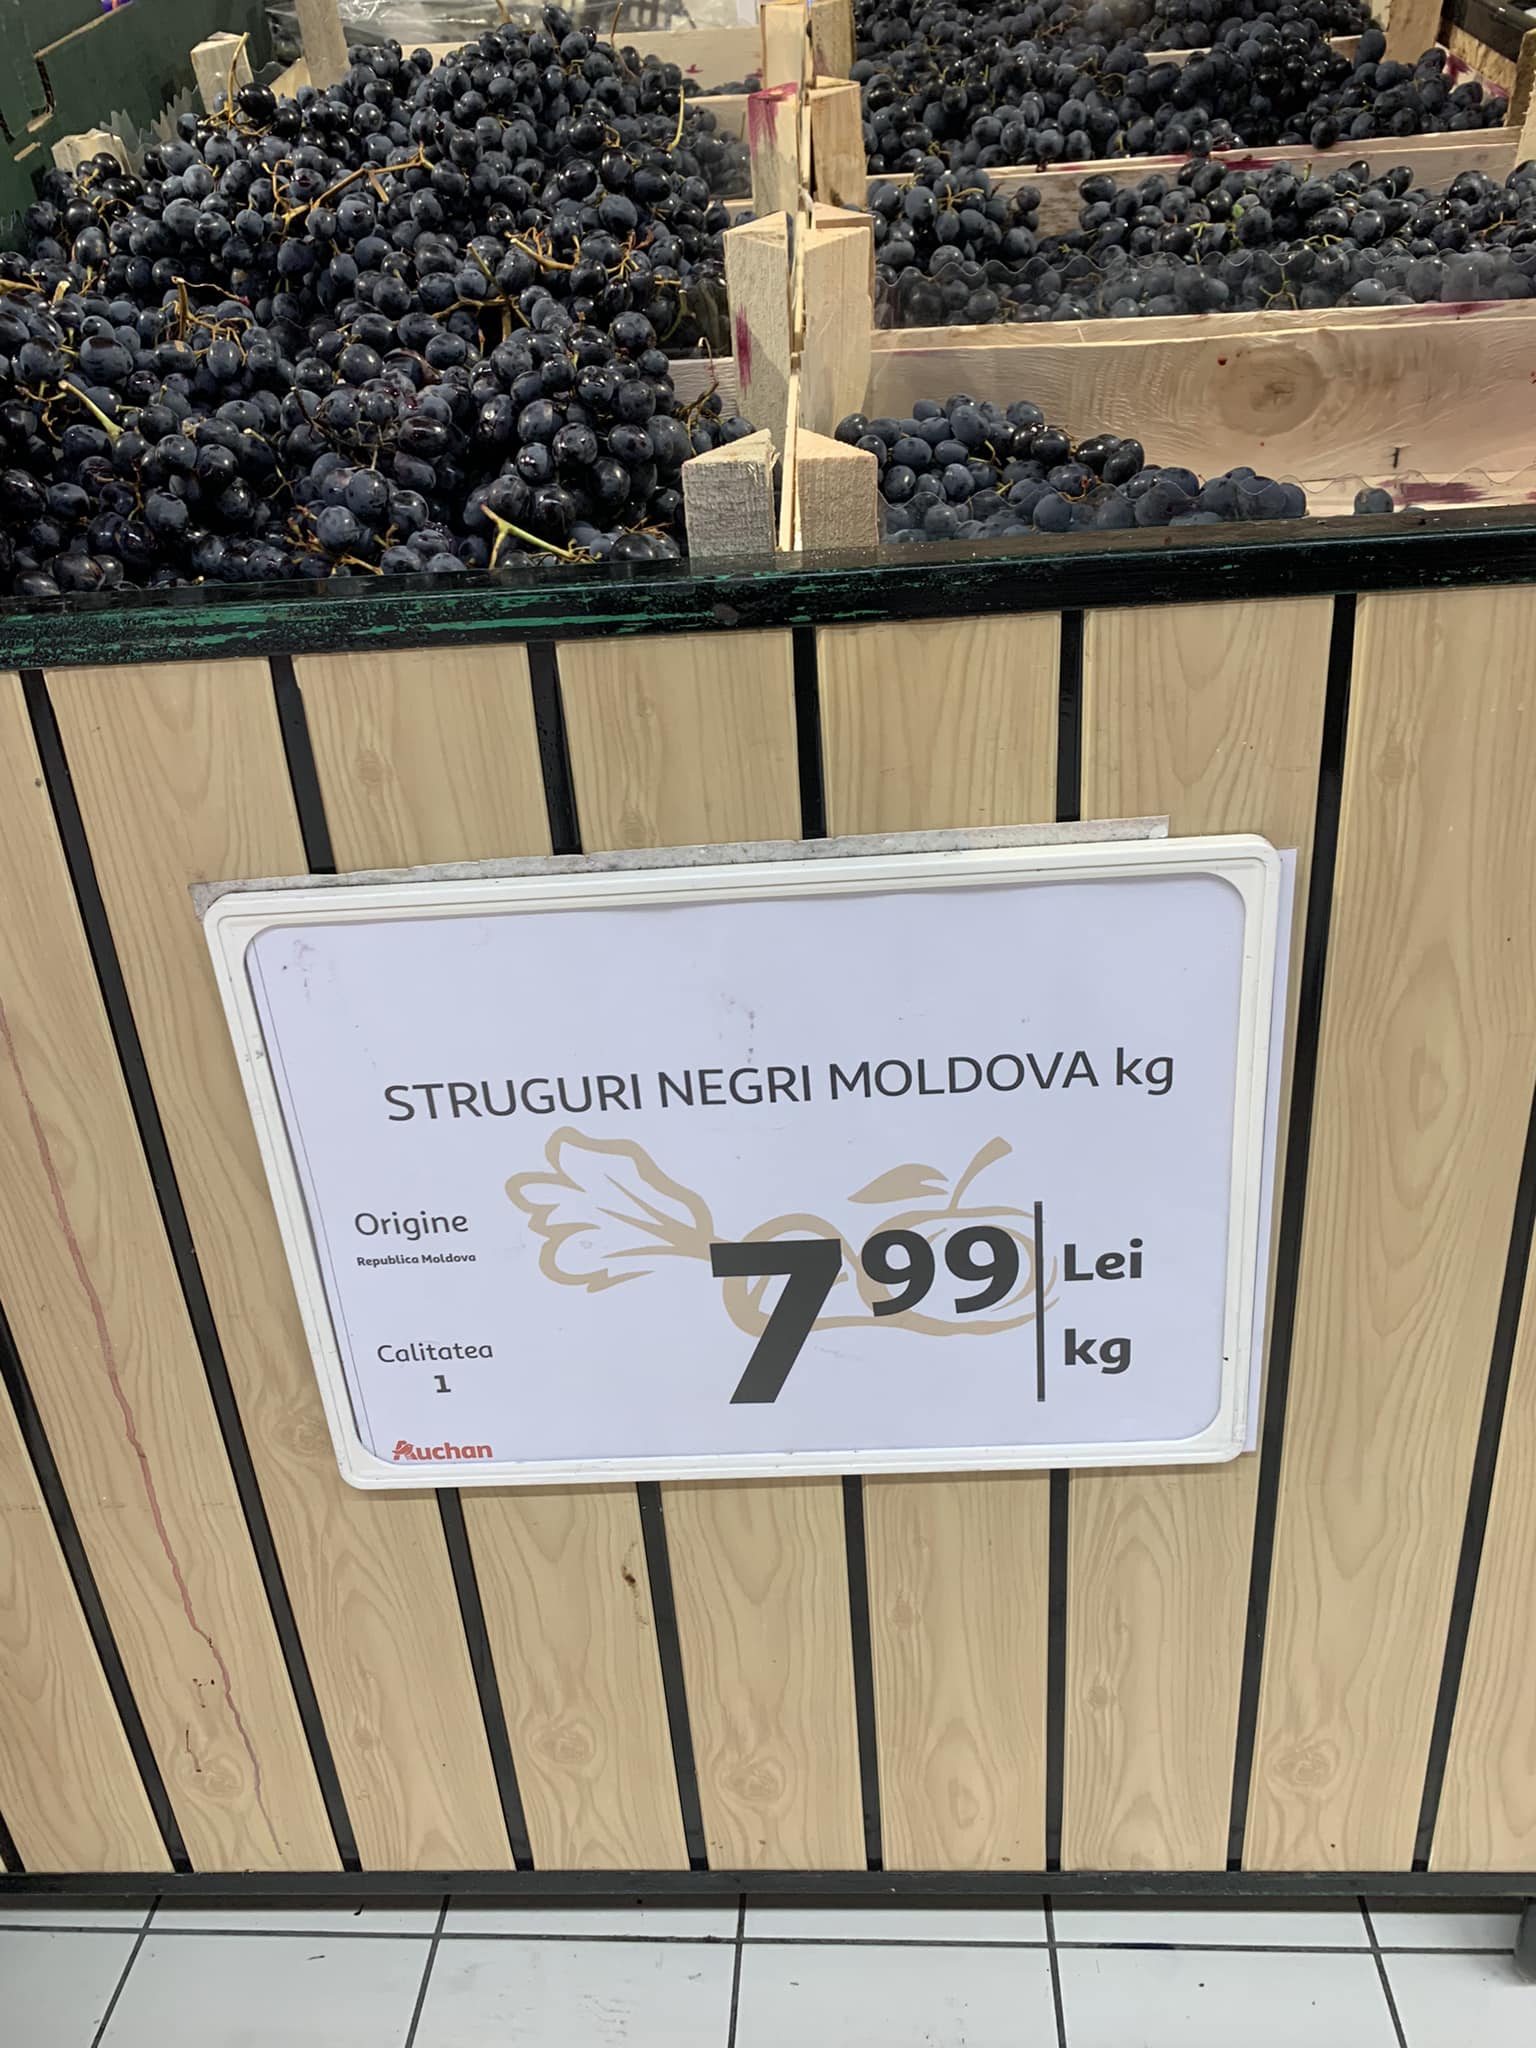 STRUGURI NEGRI MOLDOVA kg
Origine
Republica Moldova
7 99 Lei
kg
Calitatea
1
Auchan